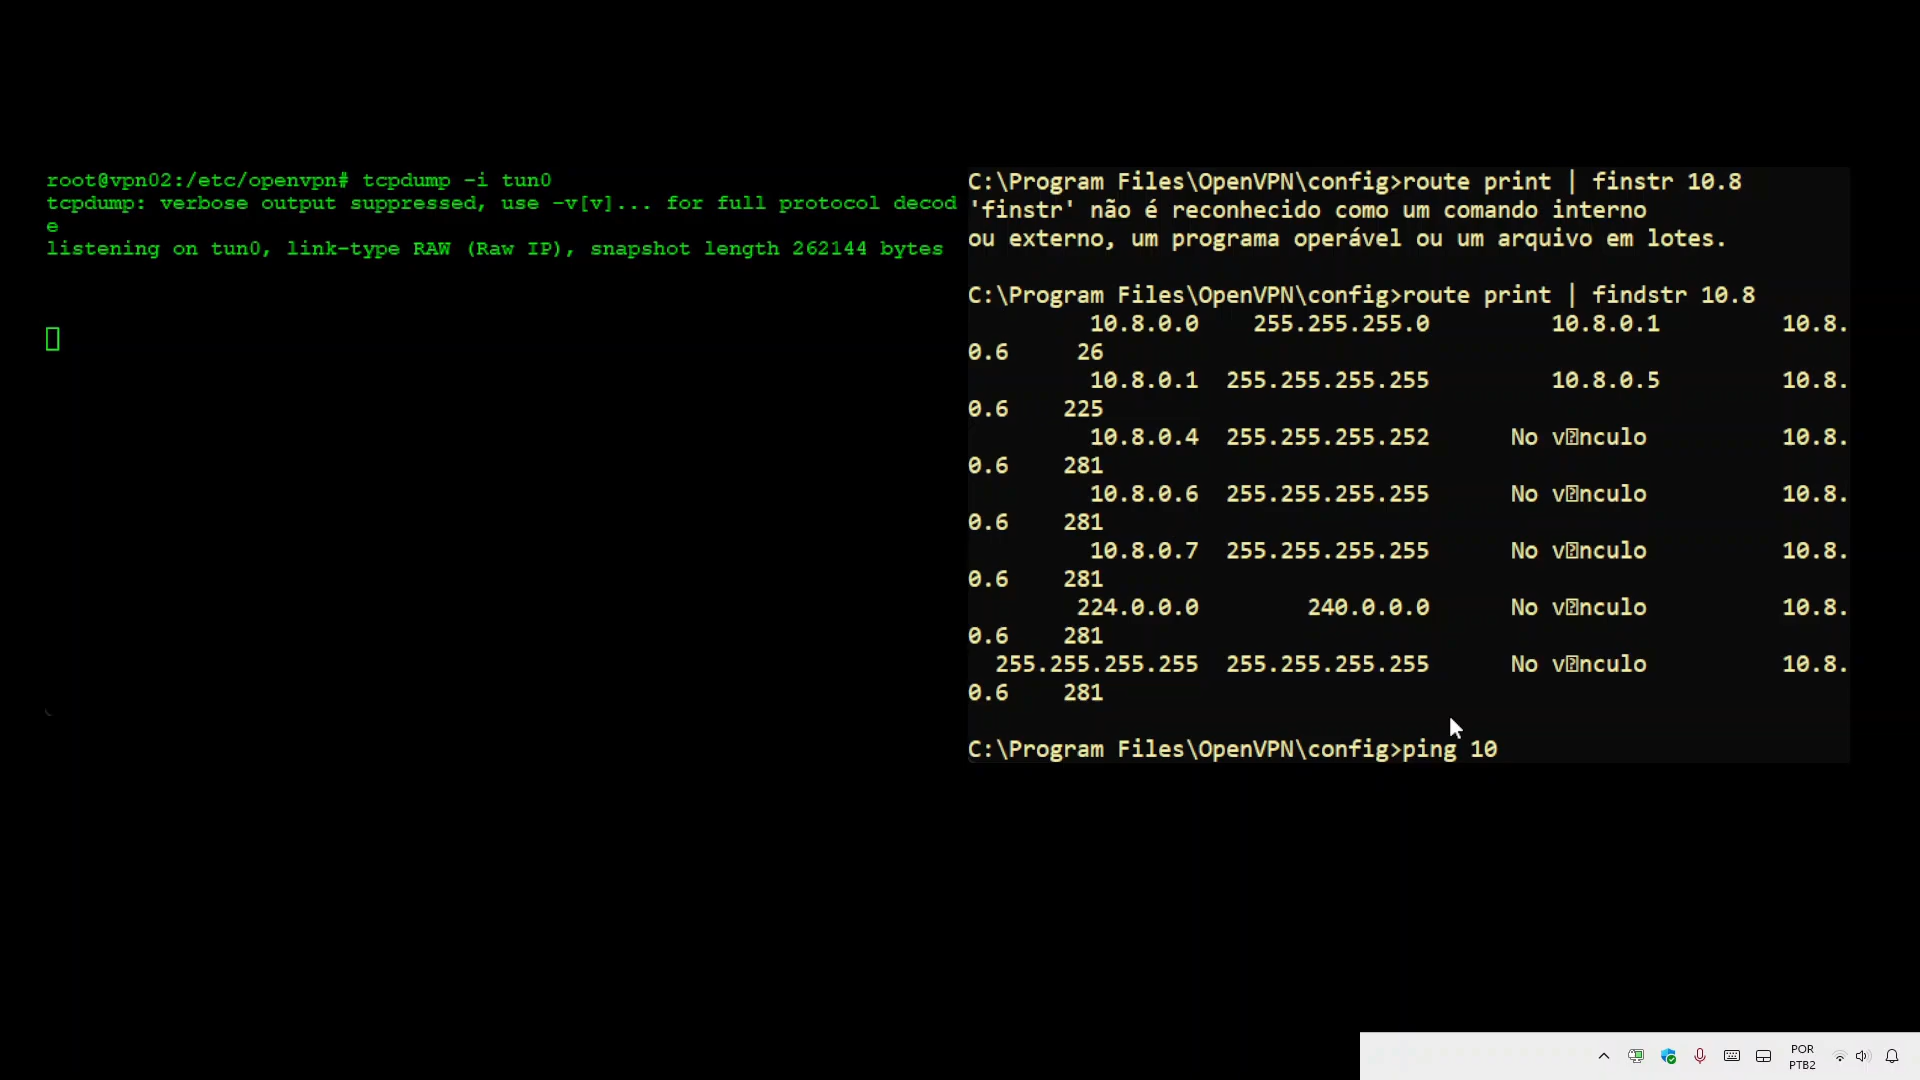 root@vpn02:/etc/openvpn# tcpdump -i tun0
tcpdump: verbose output suppressed, use -v[v]... for full protocol decod
e
listening on tun0, link-type RAW (Raw IP), snapshot length 262144 bytes
C:\Program Files\OpenVPN\config>route print | finstr 10.8
'finstr' não é reconhecido como um comando interno
ou externo, um programa operável ou um arquivo em lotes.
C:\Program Files\OpenVPN\config>route print | findstr 10.8
10.8.0.0 255.255.255.0 10.8.0.1 10.8.
0.6 26
10.8.0.1 255.255.255.255 10.8.0.5 10.8.
0.6 225
10.8.0.4 255.255.255.252 No v�nculo 10.8.
0.6 281
10.8.0.6 255.255.255.255 No v�nculo 10.8.
0.6 281
10.8.0.7 255.255.255.255 No v�nculo 10.8.
0.6 281
224.0.0.0 240.0.0.0 No v�nculo 10.8.
0.6 281
255.255.255.255 255.255.255.255 No v�nculo 10.8.
0.6 281
C:\Program Files\OpenVPN\config>ping 10
POR
PTB2